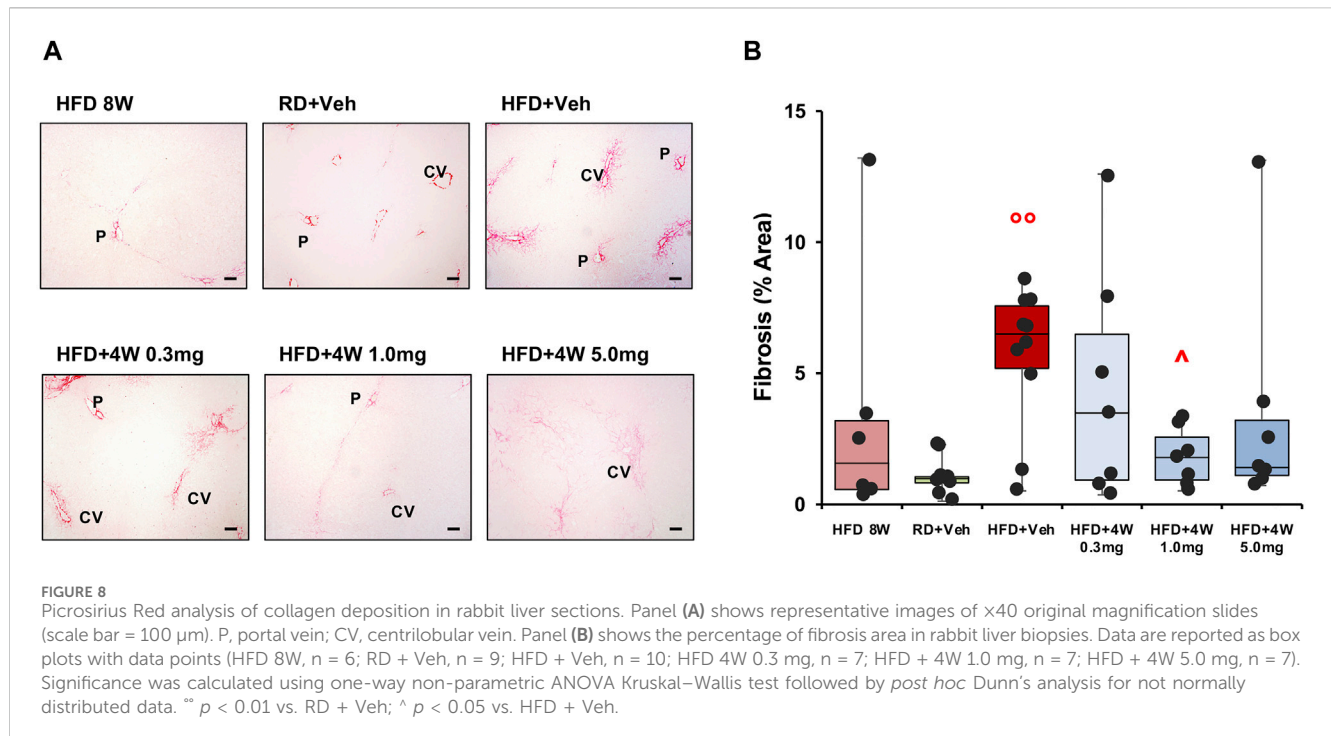 A
HFD 8W
RD+Veh
HFD+Veh
P
CV
P
CV
P
P
HFD+4W 0.3mg
HFD+4W 1.0mg
HFD+4W 5.0mg
P
CV
CV
P
CV
CV
B
Fibrosis (% Area)
15
10
5
0
°°
^
HFD 8W
RD+Veh
HFD+Veh
HFD+4W
0.3mg
HFD+4W
1.0mg
HFD+4W
5.0mg
FIGURE 8
Picrosirius Red analysis of collagen deposition in rabbit liver sections. Panel (A) shows representative images of ×40 original magnification slides
(scale bar = 100 μm). P, portal vein; CV, centrilobular vein. Panel (B) shows the percentage of fibrosis area in rabbit liver biopsies. Data are reported as box
plots with data points (HFD 8W, n = 6; RD + Veh, n = 9; HFD + Veh, n = 10; HFD 4W 0.3 mg, n = 7; HFD + 4W 1.0 mg, n = 7; HFD + 4W 5.0 mg, n = 7).
Significance was calculated using one-way non-parametric ANOVA Kruskal–Wallis test followed by post hoc Dunn's analysis for not normally
distributed data. °° p < 0.01 vs. RD + Veh; ^ p < 0.05 vs. HFD + Veh.